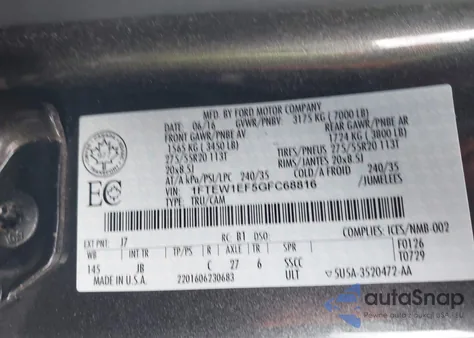 MFD. BY FORD MOTOR COMPANY
DATE: 06/16 GVWR/PNBV: 3175 KG (7000 LB)
FRONT GAWR/PNBE AV REAR GAWR/PNBE AR
1565 KG (3450 LB) 1724 KG (3800 LB)
275/55R20 113T TIRES/PNEUS 275/55R20 113T
20x8.5J RIMS/JANTES 20x8.5J
AT/A kPa/PSI/LPC 240/35 COLD/A FROID 240/35
VIN: 1FTEW1EF5GFC68816 /JUMELEES
TYPE: TRU/CAM
EC
EXT PNT: J7 RC: B1 DSO: COMPLIES: ICES/NMB-002
WB INT TR TP/PS R AXLE TR SPR F0126
145 JB C 27 6 SSCC T0729
MADE IN U.S.A. 2201606230683 ULT ▽ SU5A-3520472-AA
autoSnap